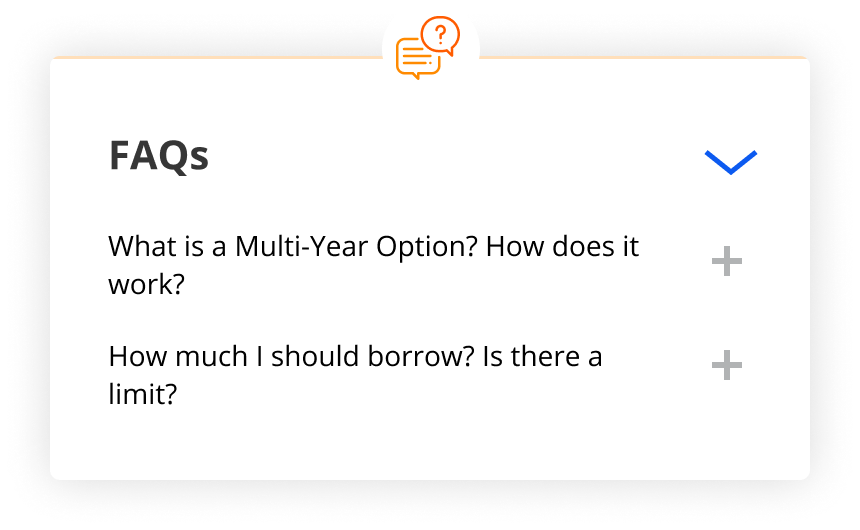 FAQs
What is a Multi-Year Option? How does it
work?
How much I should borrow? Is there a
limit?